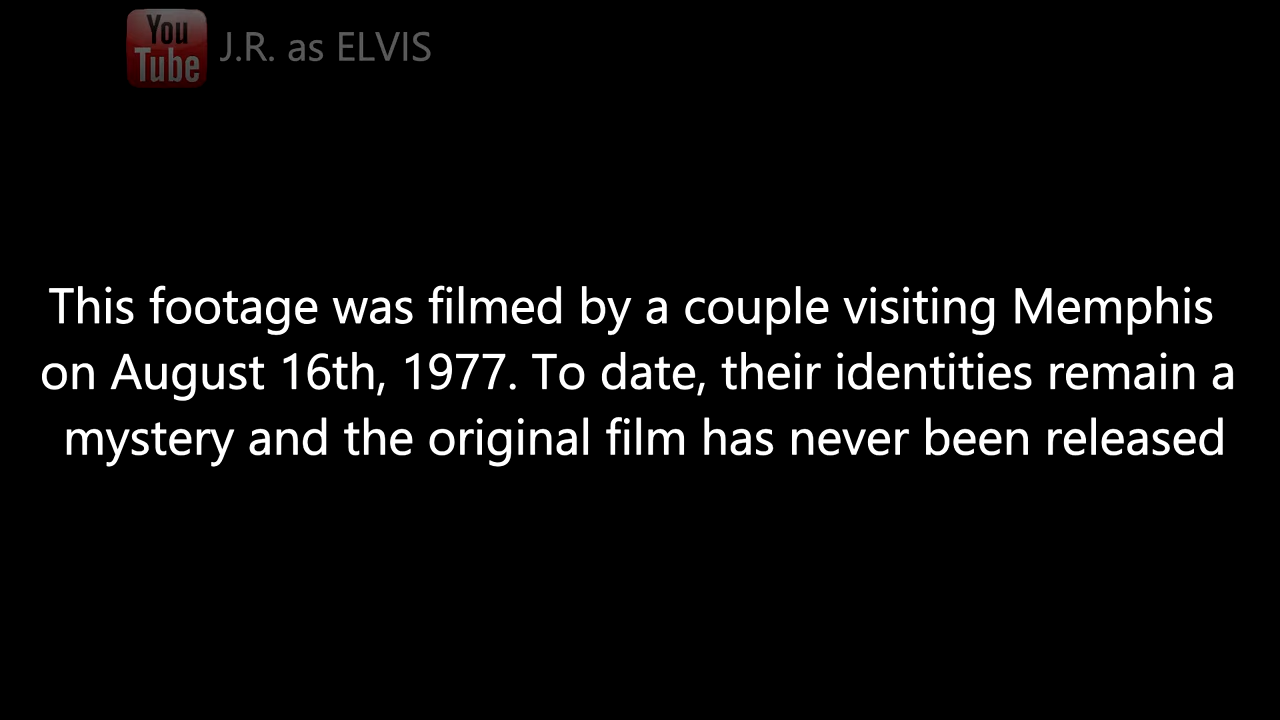 You
Tube
J.R. as ELVIS
This footage was filmed by a couple visiting Memphis
on August 16th, 1977. To date, their identities remain a
mystery and the original film has never been released